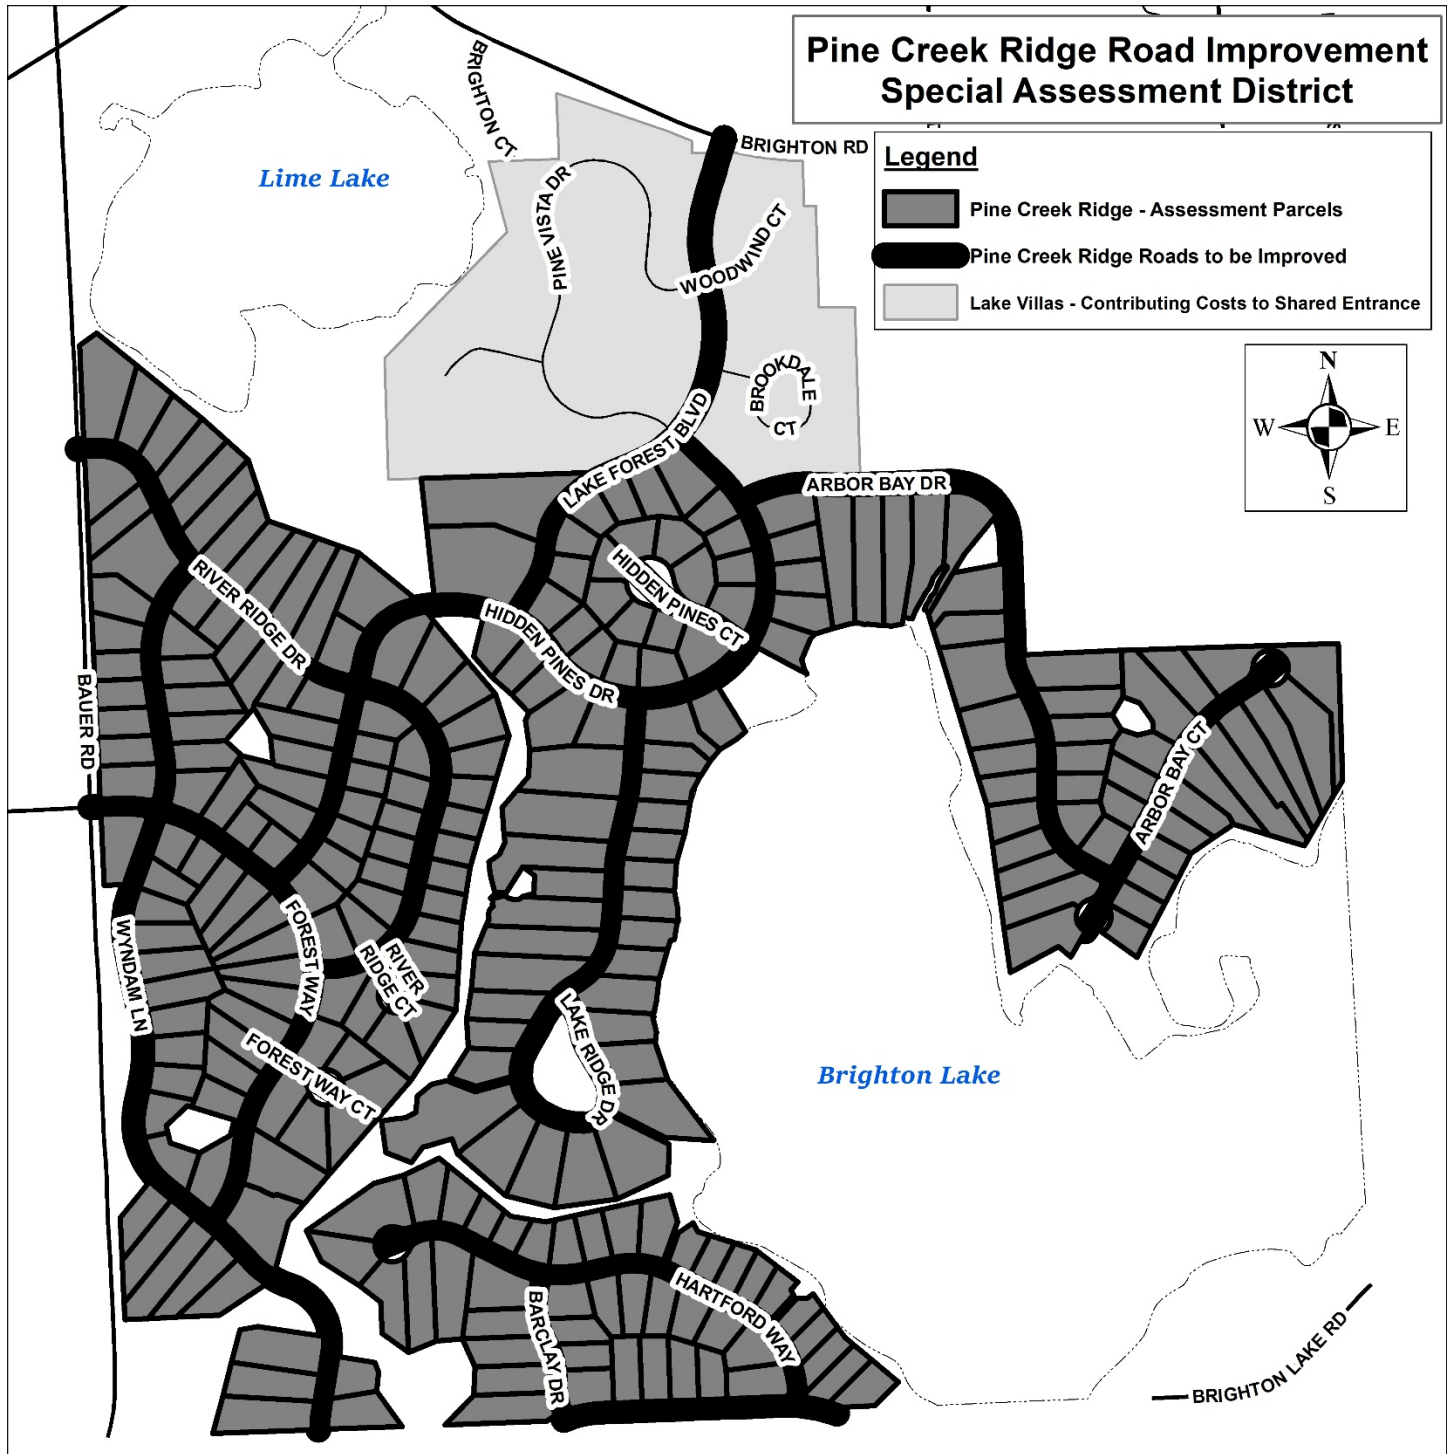 Pine Creek Ridge Road Improvement
Special Assessment District
Legend
Pine Creek Ridge - Assessment Parcels
Pine Creek Ridge Roads to be Improved
Lake Villas - Contributing Costs to Shared Entrance
N
W
E
S
BRIGHTON CT
BRIGHTON RD
Lime Lake
PINE VISTA DR
WOODWIND CT
BROOKDALE
CT
LAKE FOREST BLVD
ARBOR BAY DR
HIDDEN PINES CT
RIVER RIDGE DR
HIDDEN PINES DR
BAUER RD
ARBOR BAY CT
WYNDAM LN
FOREST WAY
RIVER
RIDGE CT
LAKE RIDGE DR
FOREST WAY CT
Brighton Lake
BARCLAY DR
HARTFORD WAY
BRIGHTON LAKE RD